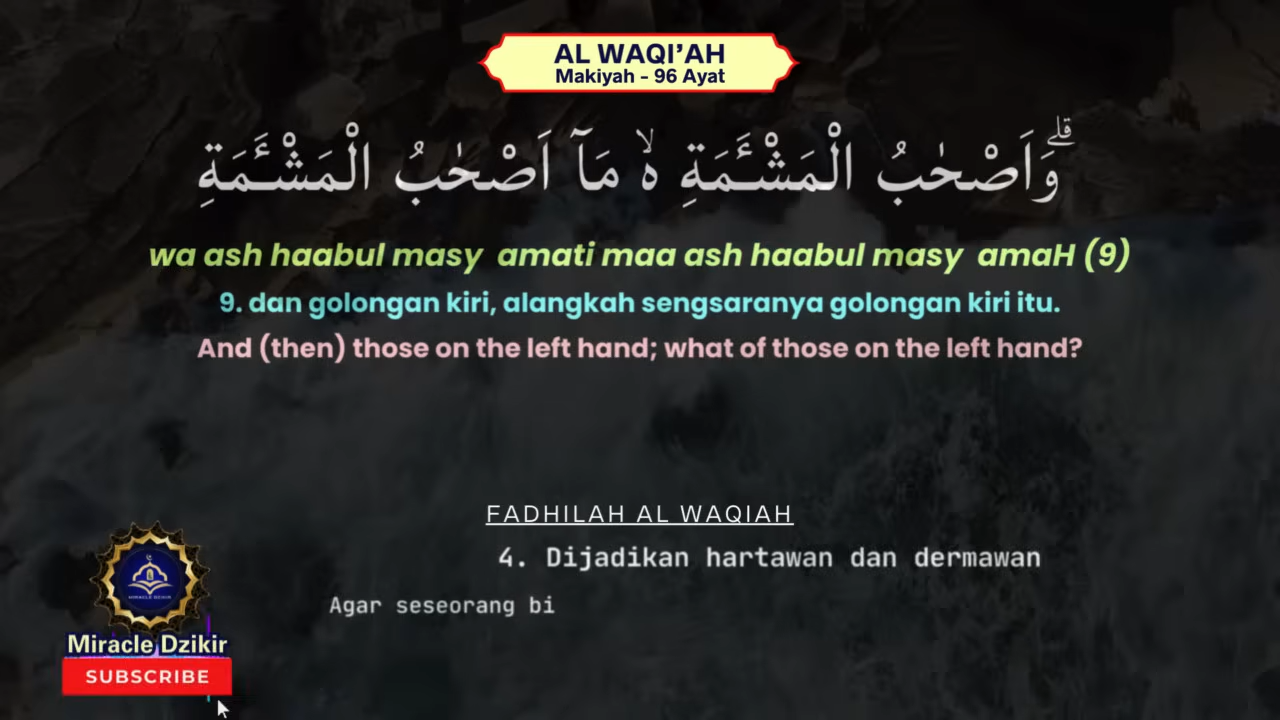 AL WAQI’AH
Makiyah - 96 Ayat
وَاَصْحٰبُ الْمَشْـَٔمَةِ ەۙ مَآ اَصْحٰبُ الْمَشْـَٔمَةِ ۗ
wa ash haabul masy amati maa ash haabul masy amaH (9)
9. dan golongan kiri, alangkah sengsaranya golongan kiri itu.
And (then) those on the left hand; what of those on the left hand?
FADHILAH AL WAQIAH
4. Dijadikan hartawan dan dermawan
Agar seseorang bi
MIRACLE DZIKIR
Miracle Dzikir
SUBSCRIBE